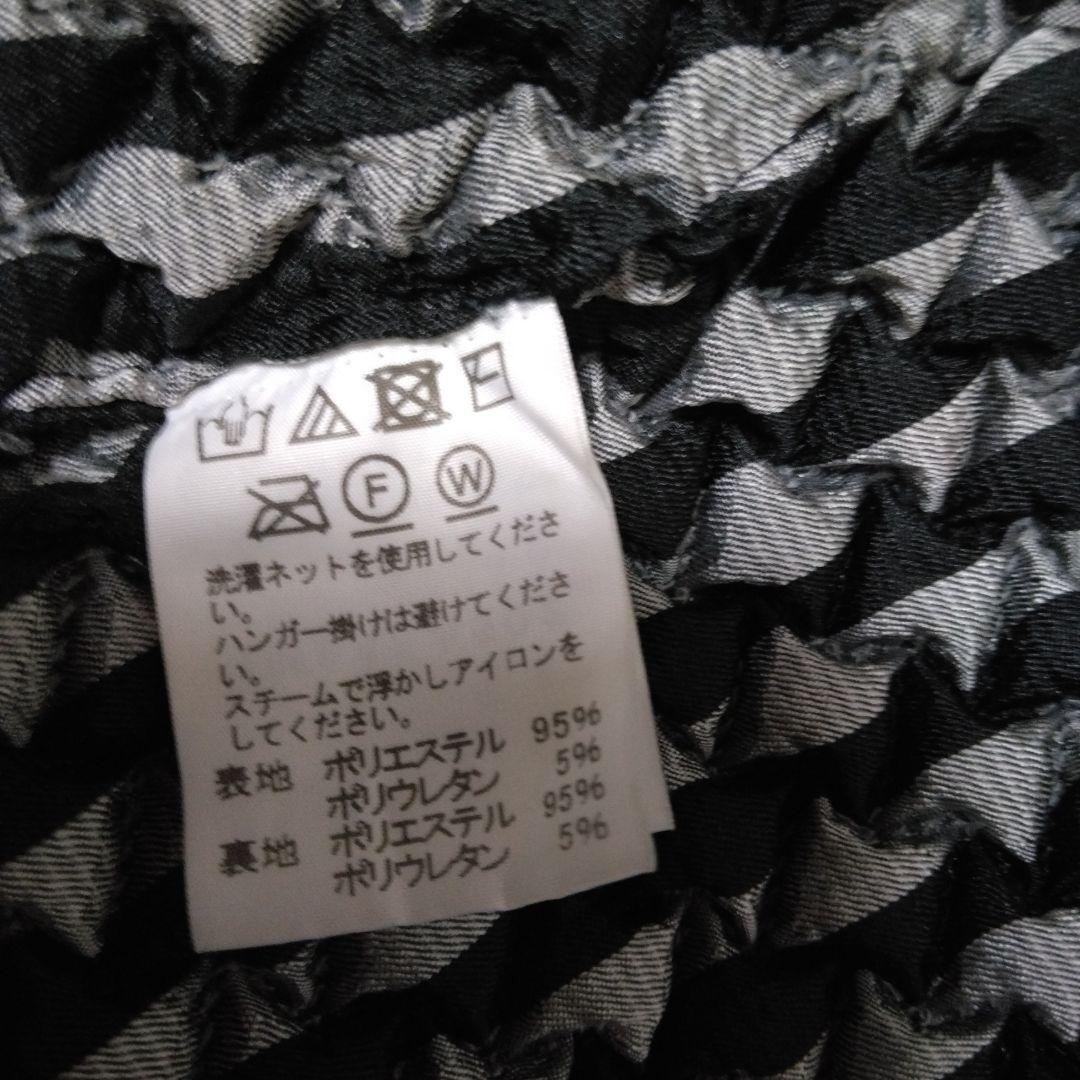 F W
洗濯ネットを使用してくださ
い。
ハンガー掛けは避けてくださ
い。
スチームで浮かしアイロンを
してください。
表地 ポリエステル 95%
ポリウレタン 5%
裏地 ポリエステル 95%
ポリウレタン 5%